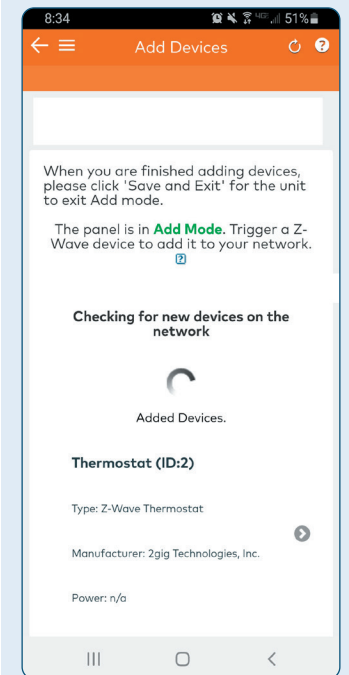 8:34 4GE 51%
Add Devices ?
When you are finished adding devices,
please click 'Save and Exit' for the unit
to exit Add mode.
The panel is in Add Mode. Trigger a Z-
Wave device to add it to your network.
?
Checking for new devices on the
network
Added Devices.
Thermostat (ID:2)
Type: Z-Wave Thermostat
Manufacturer: 2gig Technologies, Inc.
Power: n/a